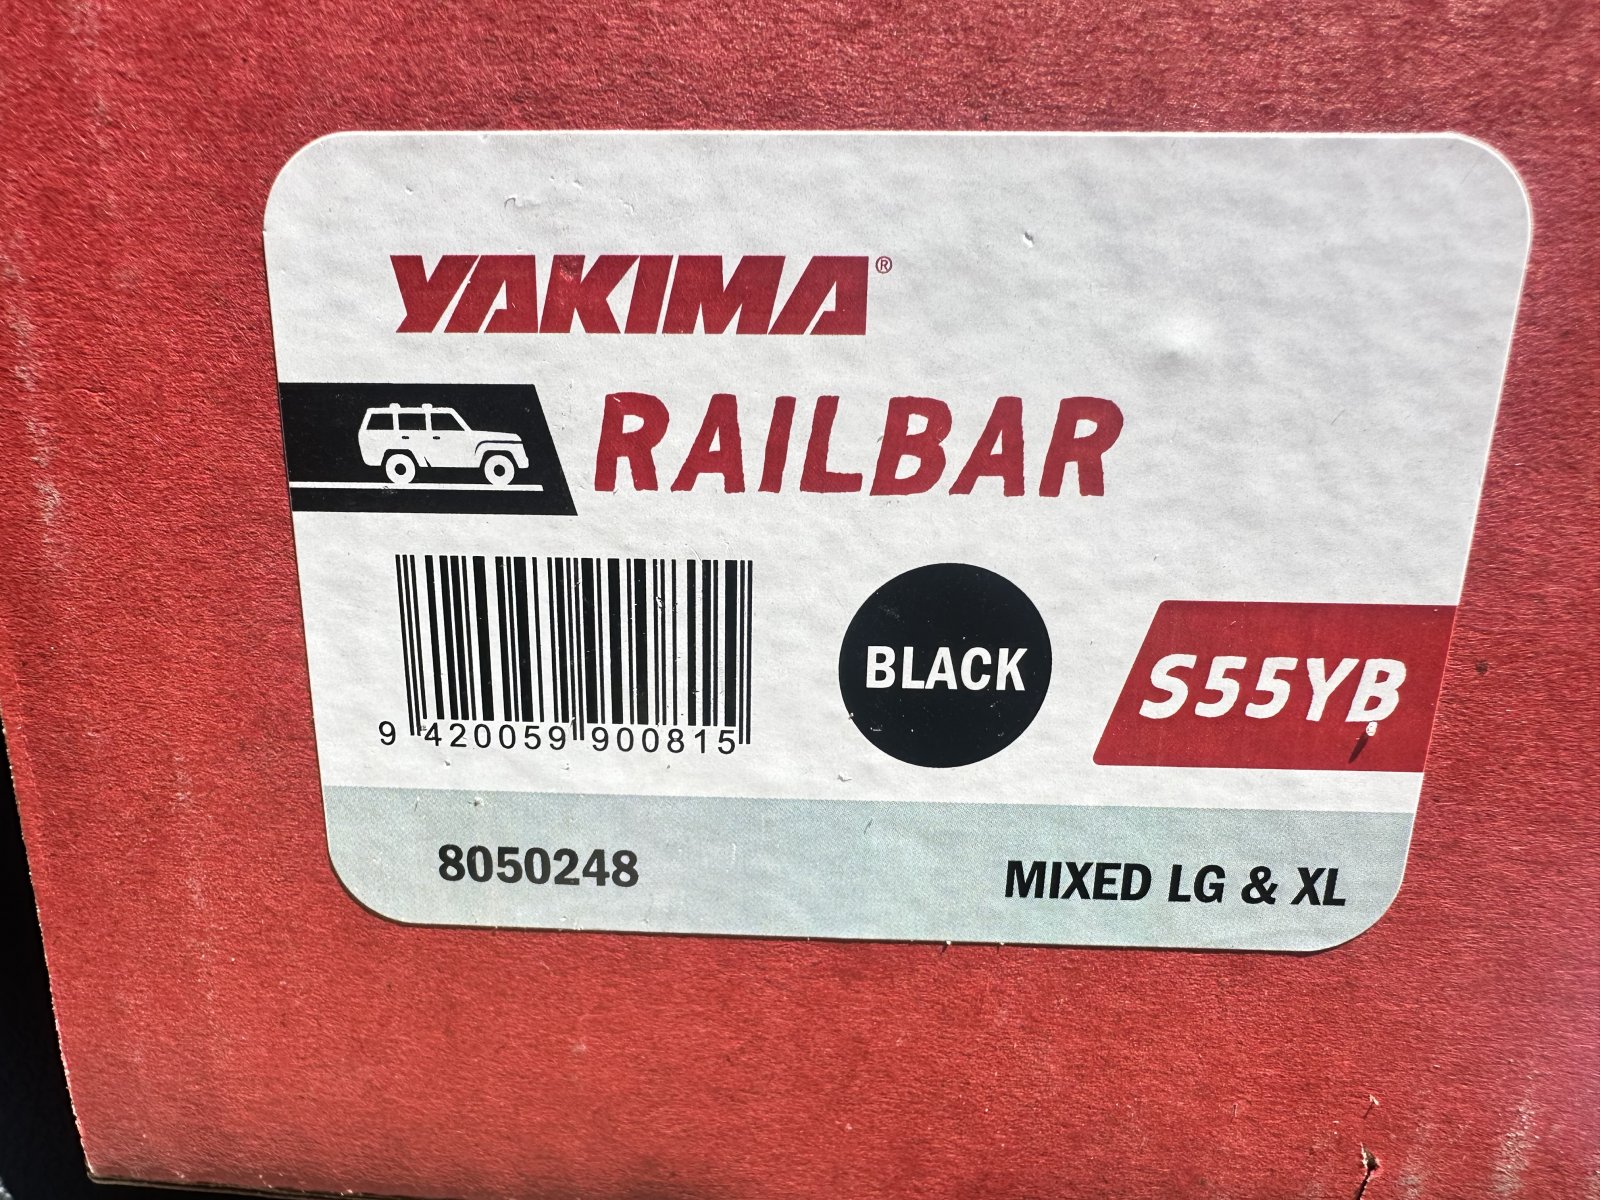 YAKIMA®
RAILBAR
9 420059 900815
BLACK
S55YB
8050248
MIXED LG & XL